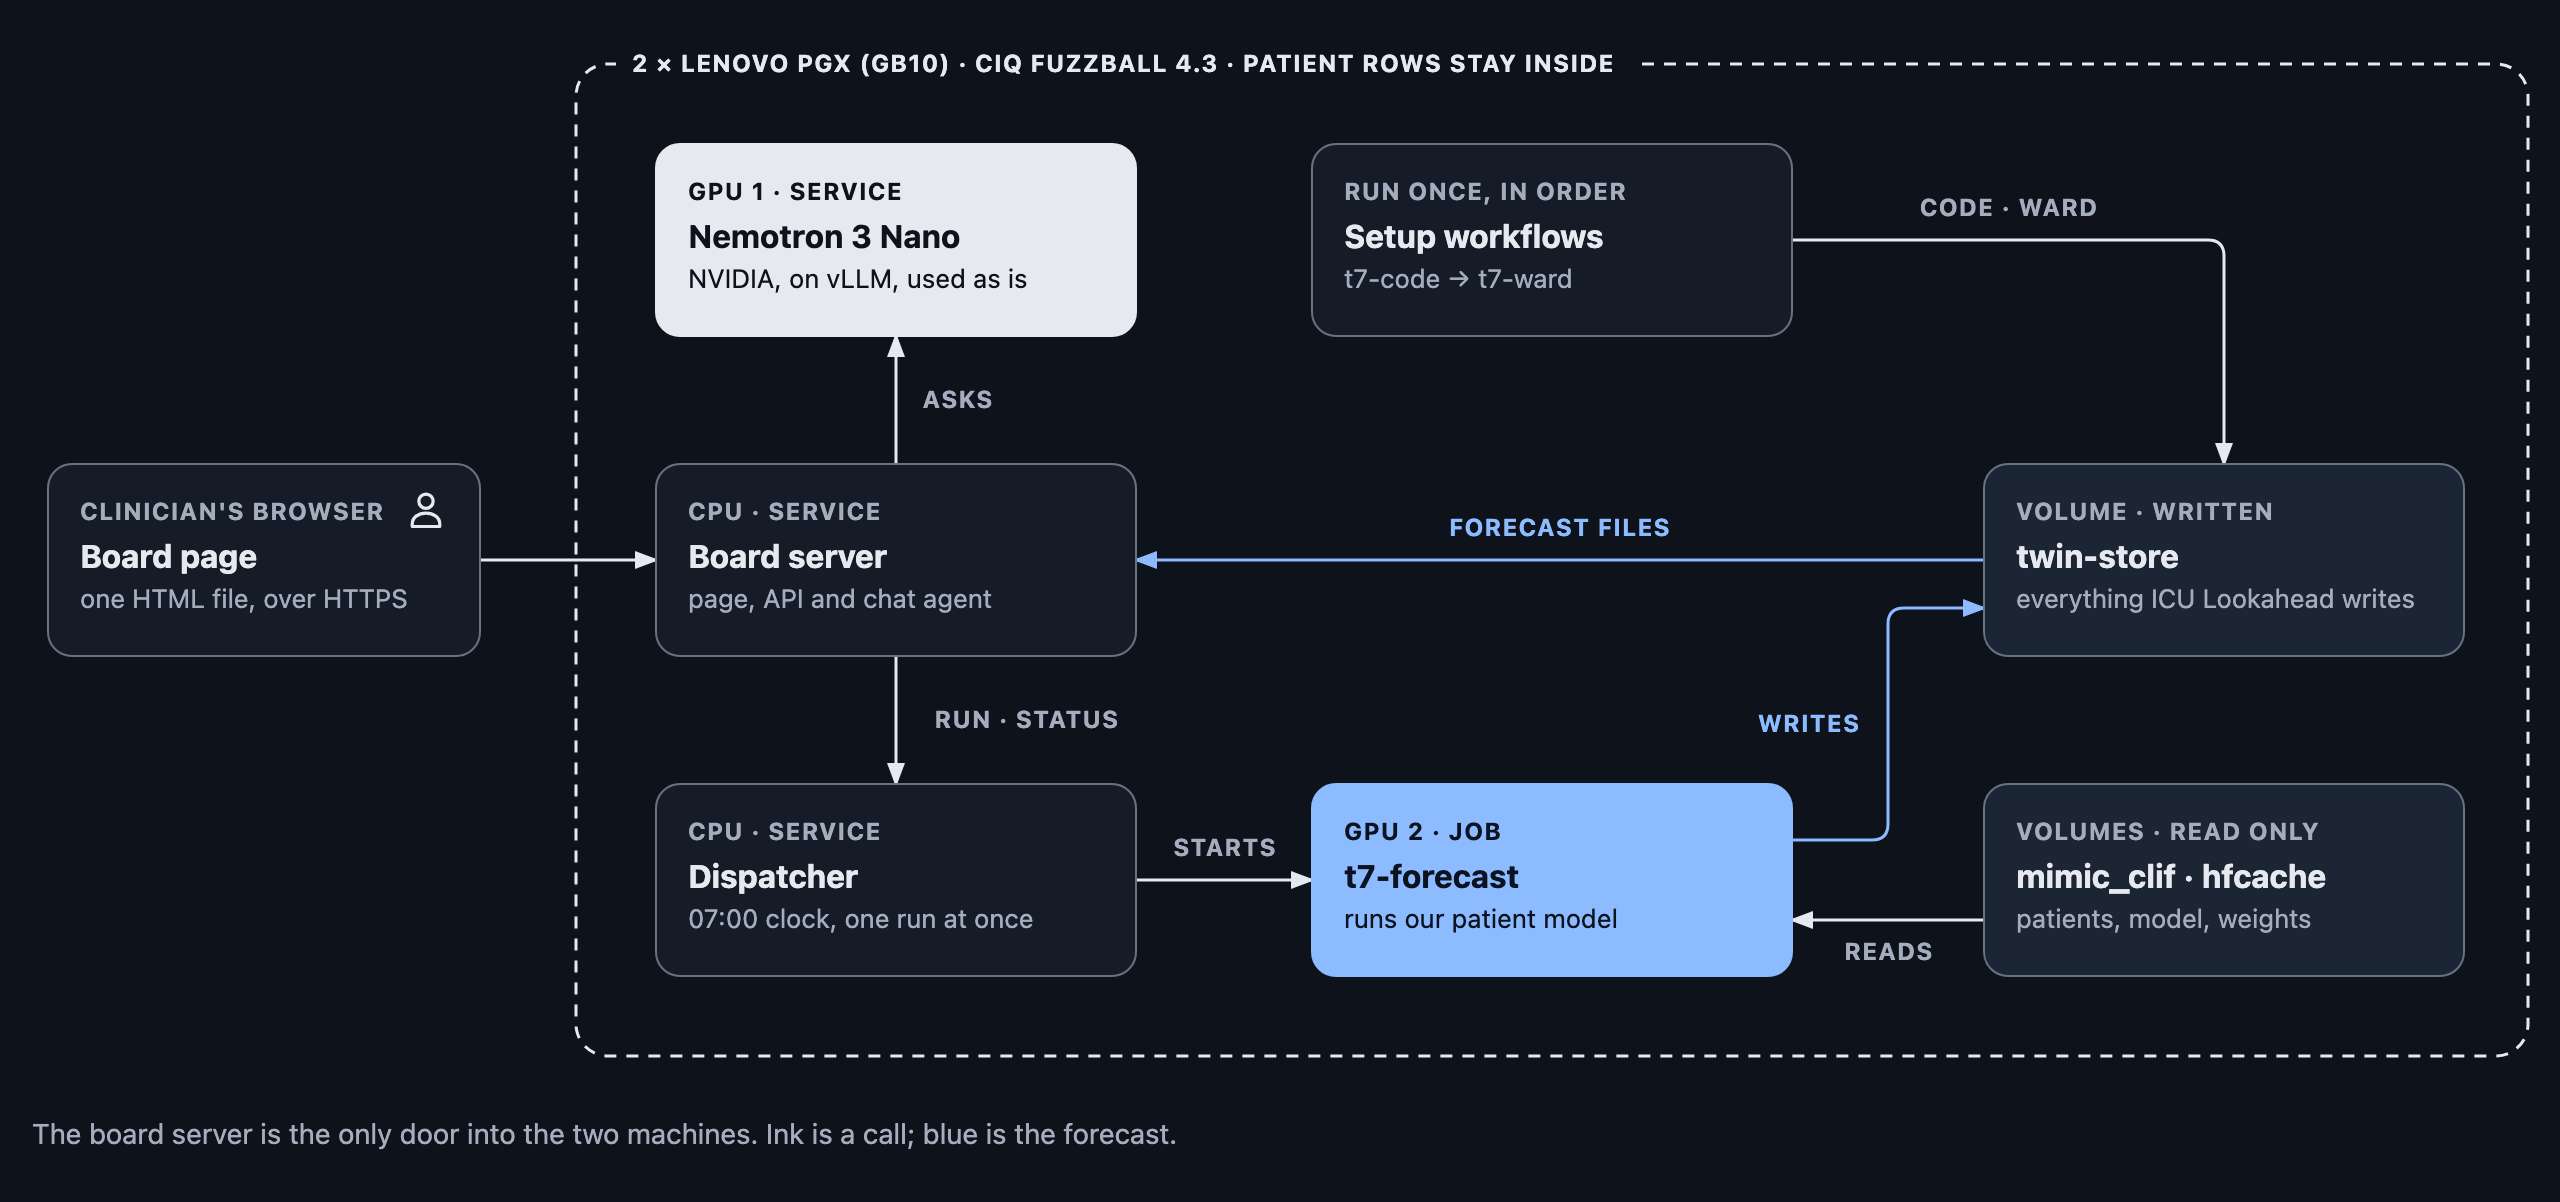 2 × LENOVO PGX (GB10) · CIQ FUZZBALL 4.3 · PATIENT ROWS STAY INSIDE
GPU 1 · SERVICE
Nemotron 3 Nano
NVIDIA, on vLLM, used as is
RUN ONCE, IN ORDER
Setup workflows
t7-code → t7-ward
CODE · WARD
ASKS
CLINICIAN'S BROWSER
Board page
one HTML file, over HTTPS
CPU · SERVICE
Board server
page, API and chat agent
FORECAST FILES
VOLUME · WRITTEN
twin-store
everything ICU Lookahead writes
RUN · STATUS
WRITES
CPU · SERVICE
Dispatcher
07:00 clock, one run at once
STARTS
GPU 2 · JOB
t7-forecast
runs our patient model
VOLUMES · READ ONLY
mimic_clif · hfcache
patients, model, weights
READS
The board server is the only door into the two machines. Ink is a call; blue is the forecast.